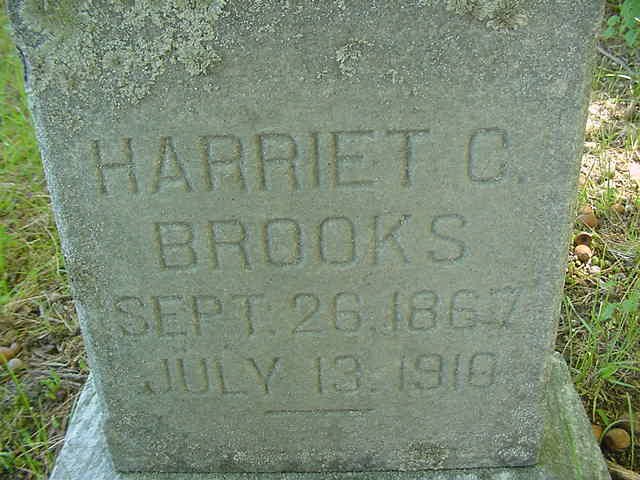 HARRIET C.
BROOKS
SEPT. 26. 1867
JULY 13. 1910